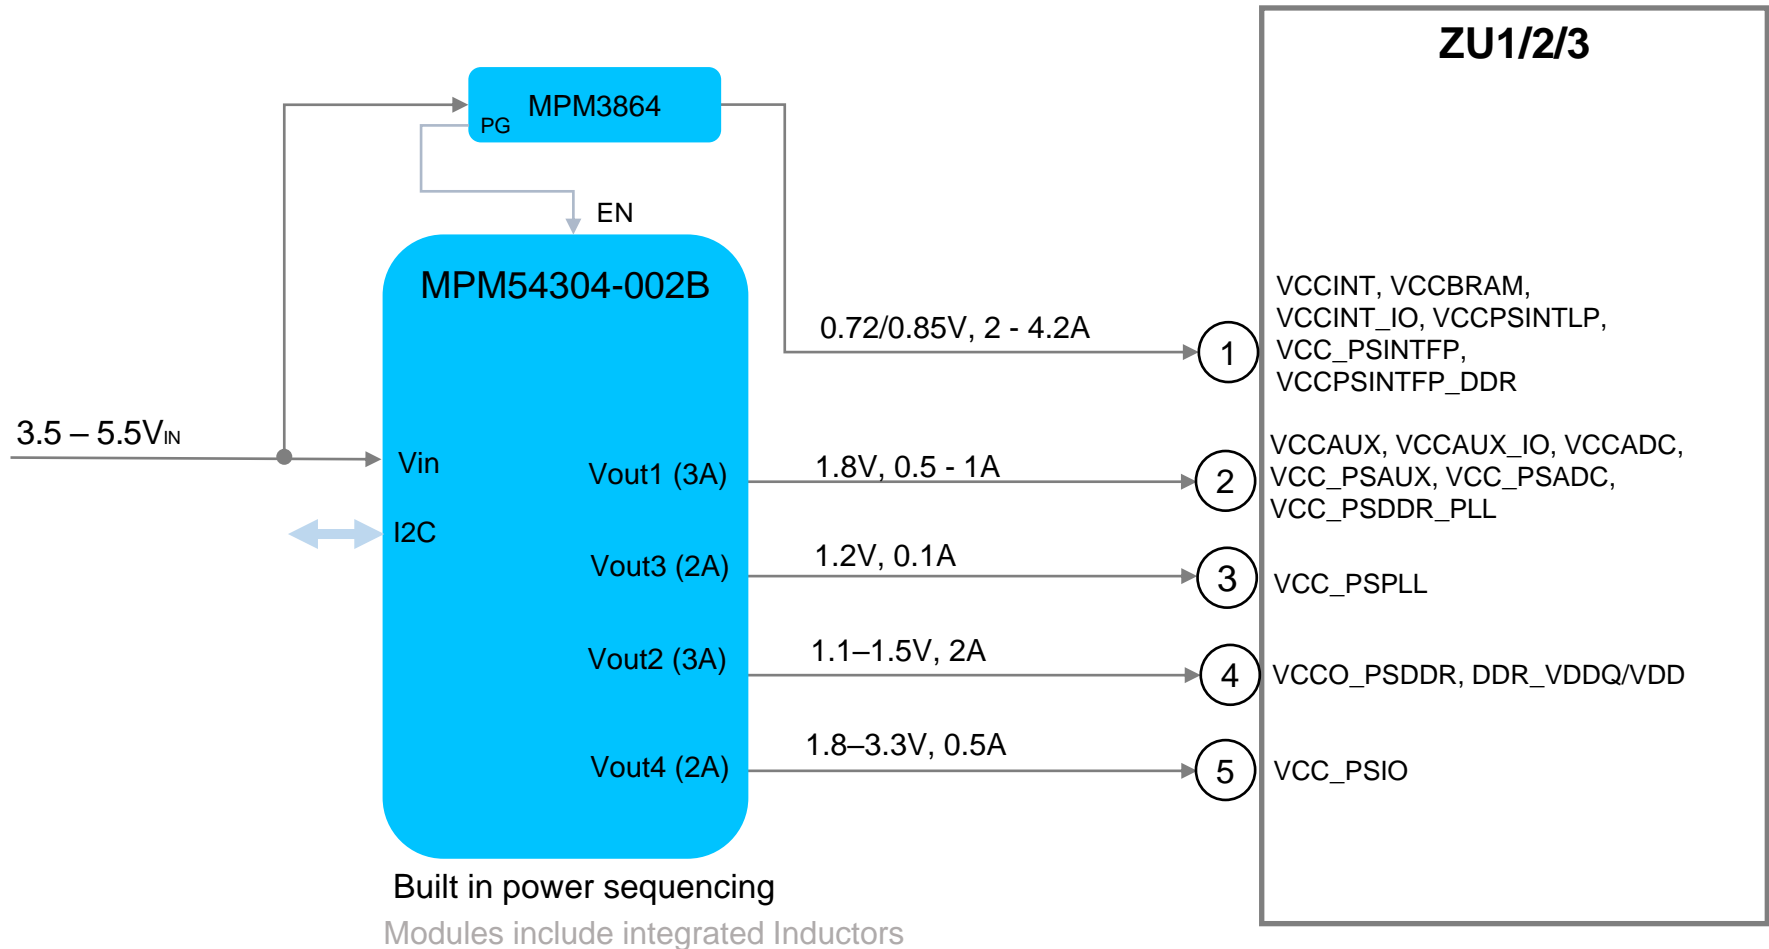 ZU1/2/3
MPM3864
PG
EN
MPM54304-002B
0.72/0.85V, 2 - 4.2A
1
VCCINT, VCCBRAM,
VCCINT_IO, VCCPSINTLP,
VCC_PSINTFP,
VCCPSINTFP_DDR
3.5 – 5.5VIN
Vin
I2C
Vout1 (3A)
1.8V, 0.5 - 1A
2
VCCAUX, VCCAUX_IO, VCCADC,
VCC_PSAUX, VCC_PSADC,
VCC_PSDDR_PLL
Vout3 (2A)
1.2V, 0.1A
3
VCC_PSPLL
Vout2 (3A)
1.1–1.5V, 2A
4
VCCO_PSDDR, DDR_VDDQ/VDD
Vout4 (2A)
1.8–3.3V, 0.5A
5
VCC_PSIO
Built in power sequencing
Modules include integrated Inductors